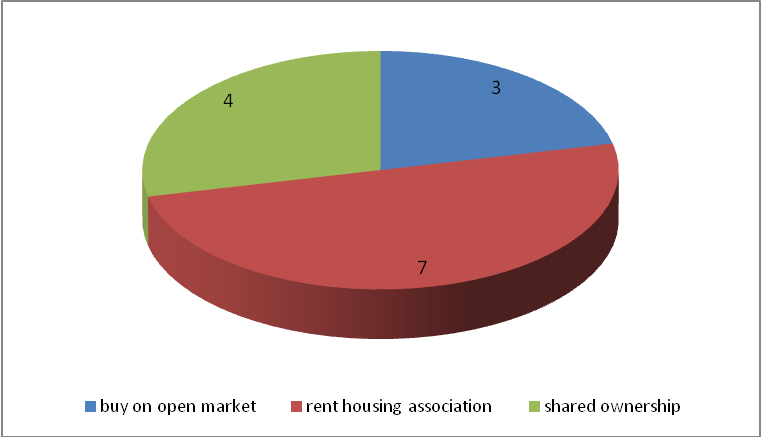 3
4
7
buy on open market rent housing association shared ownership